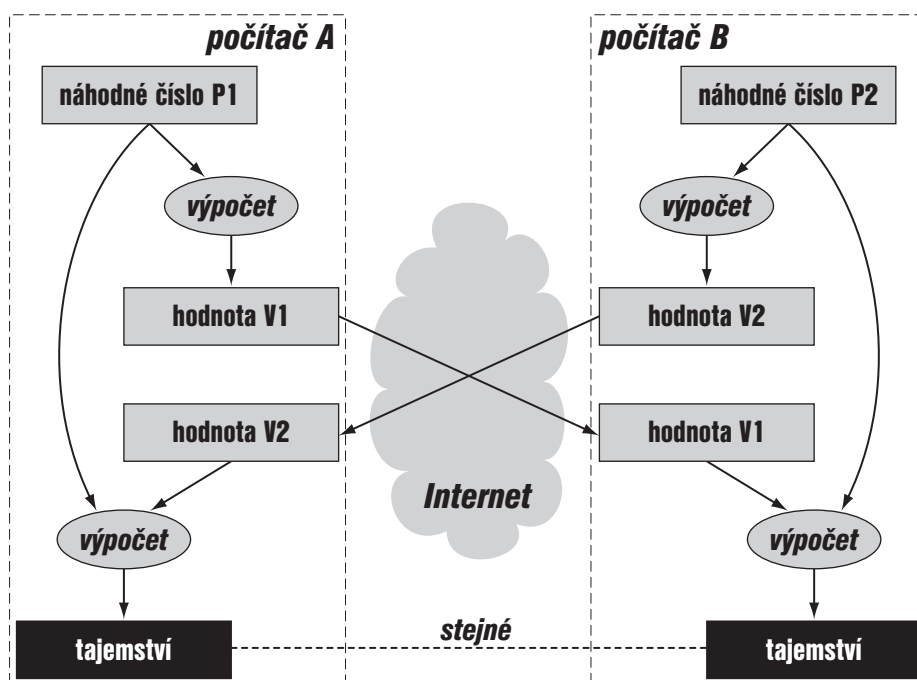 počítač A
počítač B
náhodné číslo P1
náhodné číslo P2
výpočet
výpočet
hodnota V1
hodnota V2
hodnota V2
hodnota V1
Internet
výpočet
výpočet
stejné
tajemství
tajemství